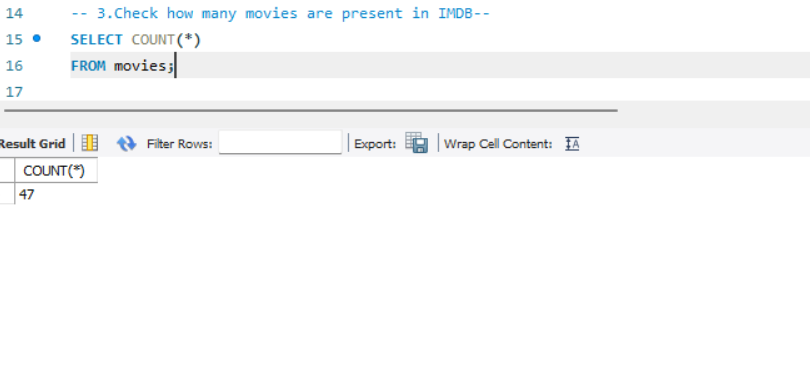 14 -- 3.Check how many movies are present in IMDB--
15 SELECT COUNT(*)
16 FROM movies;
17
Result Grid Filter Rows: Export: Wrap Cell Content: IA
COUNT(*)
47